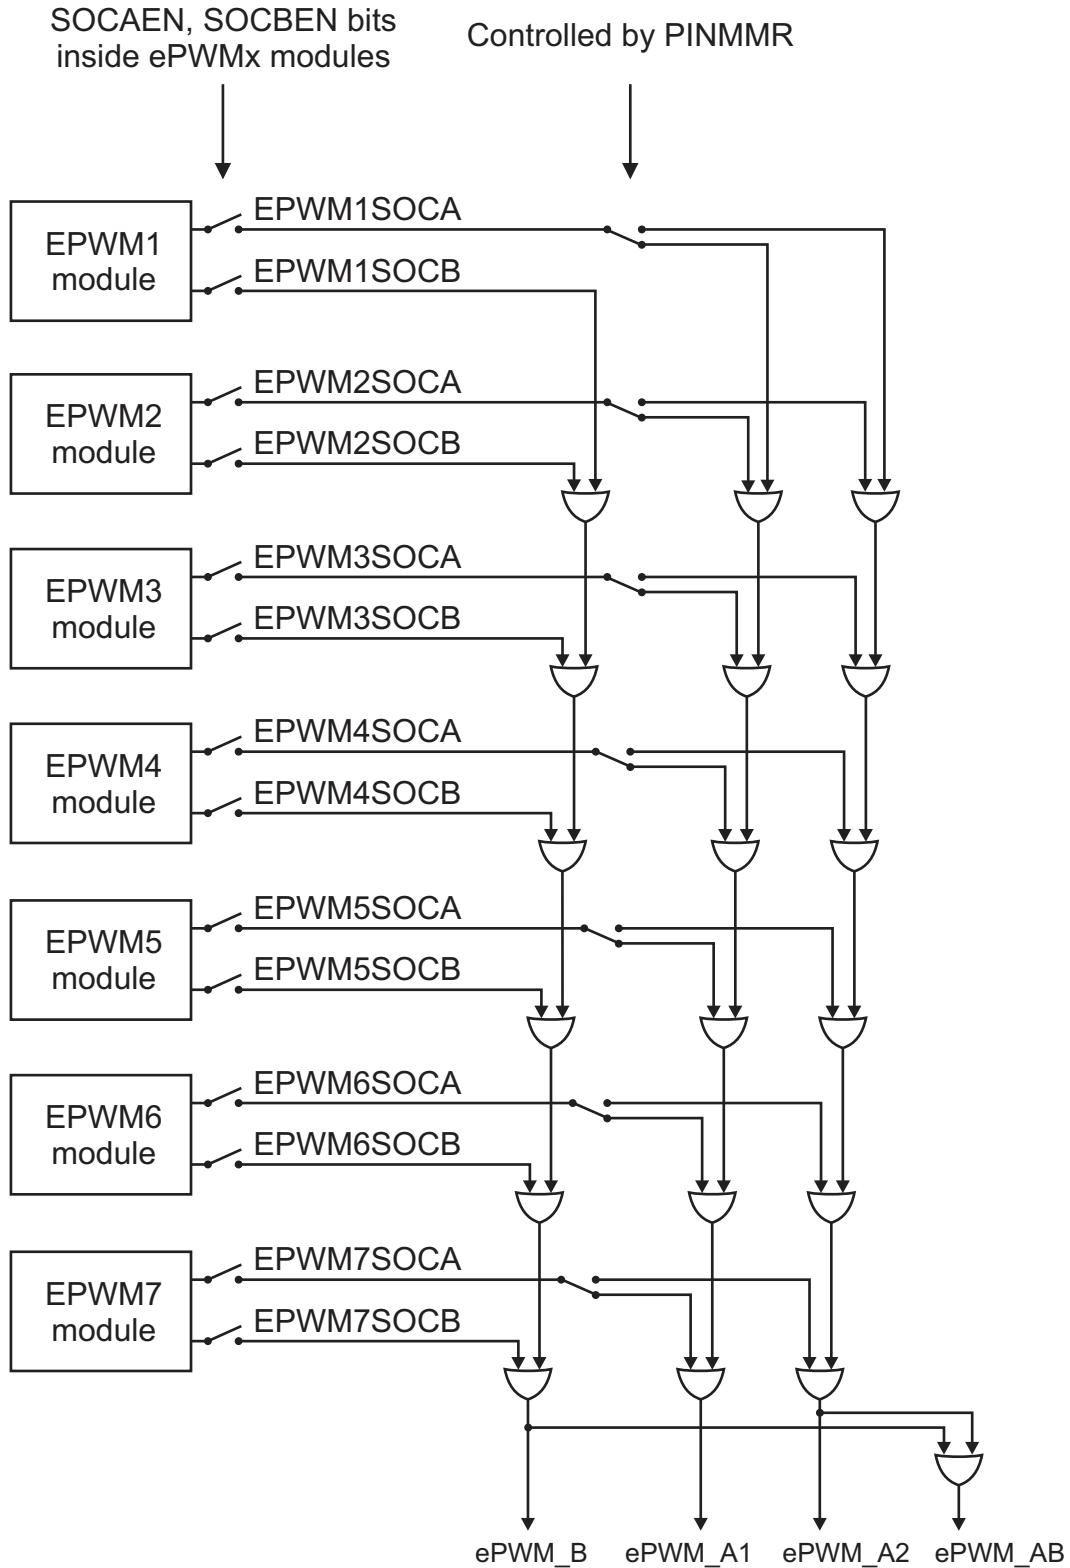 SOCAEN, SOCBEN bits
inside ePWMx modules
Controlled by PINMMR
EPWM1
module
EPWM1SOCA
EPWM1SOCB
EPWM2
module
EPWM2SOCA
EPWM2SOCB
EPWM3
module
EPWM3SOCA
EPWM3SOCB
EPWM4
module
EPWM4SOCA
EPWM4SOCB
EPWM5
module
EPWM5SOCA
EPWM5SOCB
EPWM6
module
EPWM6SOCA
EPWM6SOCB
EPWM7
module
EPWM7SOCA
EPWM7SOCB
ePWM_B
ePWM_A1
ePWM_A2
ePWM_AB